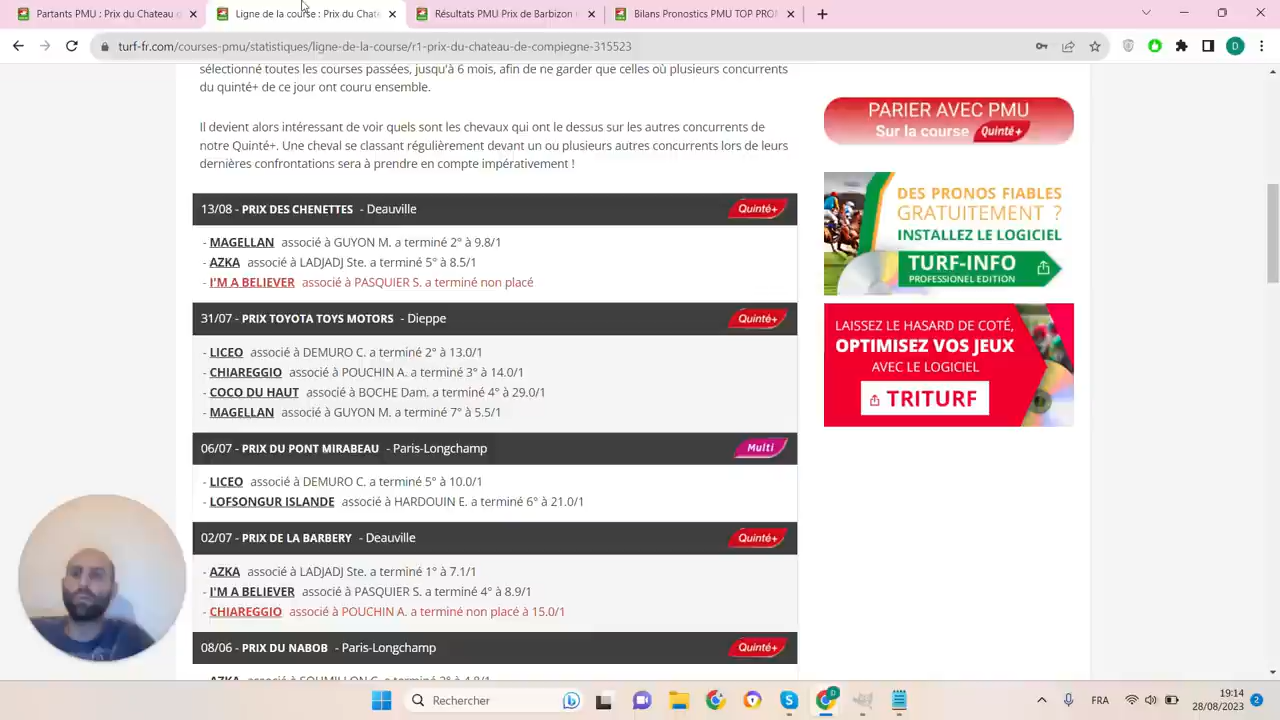 Partants PMU du Turf :
Ligne de la course : Prix du Chat
Résultats PMU Prix de Barbizon
Bilans Pronostics PMU TOP PRO
turf-fr.com/courses-pmu/statistiques/ligne-de-la-course/r1-prix-du-chateau-de-compiegne-315523
D
sélectionné toutes les courses passées, jusqu'à 6 mois, afin de ne garder que celles où plusieurs concurrents
du quinté+ de ce jour ont couru ensemble.
Il devient alors intéressant de voir quels sont les chevaux qui ont le dessus sur les autres concurrents de
notre Quinté+. Une cheval se classant régulièrement devant un ou plusieurs autres concurrents lors de leurs
dernières confrontations sera à prendre en compte impérativement !
13/08 - PRIX DES CHENETTES - Deauville Quinté+
- MAGELLAN associé à GUYON M. a terminé 2° à 9.8/1
- AZKA associé à LADJADJ Ste. a terminé 5° à 8.5/1
- I'M A BELIEVER associé à PASQUIER S. a terminé non placé
31/07 - PRIX TOYOTA TOYS MOTORS - Dieppe Quinté+
- LICEO associé à DEMURO C. a terminé 2° à 13.0/1
- CHIAREGGIO associé à POUCHIN A. a terminé 3° à 14.0/1
- COCO DU HAUT associé à BOCHE Dam. a terminé 4° à 29.0/1
- MAGELLAN associé à GUYON M. a terminé 7° à 5.5/1
06/07 - PRIX DU PONT MIRABEAU - Paris-Longchamp Multi
- LICEO associé à DEMURO C. a terminé 5° à 10.0/1
- LOFSONGUR ISLANDE associé à HARDOUIN E. a terminé 6° à 21.0/1
02/07 - PRIX DE LA BARBERY - Deauville Quinté+
- AZKA associé à LADJADJ Ste. a terminé 1° à 7.1/1
- I'M A BELIEVER associé à PASQUIER S. a terminé 4° à 8.9/1
- CHIAREGGIO associé à POUCHIN A. a terminé non placé à 15.0/1
08/06 - PRIX DU NABOB - Paris-Longchamp Quinté+
- AZKA associé à SOUMILLON C.
PARIER AVEC PMU
Sur la course Quinté+
DES PRONOS FIABLES
GRATUITEMENT ?
INSTALLEZ LE LOGICIEL
TURF-INFO
PROFESSIONEL EDITION
LAISSEZ LE HASARD DE COTÉ,
OPTIMISEZ VOS JEUX
AVEC LE LOGICIEL
TRITURF
Rechercher
FRA
19:14
28/08/2023
2